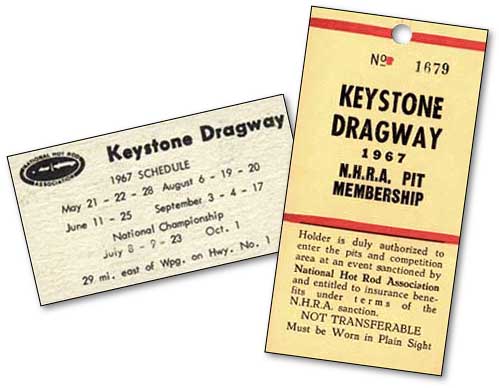 NATIONAL HOT ROD
ASSOCIATION
Keystone Dragway
1967 SCHEDULE
May 21 - 22 - 28 August 6 - 19 - 20
June 11 - 25 September 3 - 4 - 17
National Championship
July 8 - 9 - 23 Oct. 1
29 mi. east of Wpg. on Hwy. No. 1
No 1679
KEYSTONE
DRAGWAY
1967
N.H.R.A. PIT
MEMBERSHIP
Holder is duly authorized to
enter the pits and competition
area at an event sanctioned by
National Hot Rod Association
and entitled to insurance bene-
fits under terms of the
N.H.R.A. sanction.
NOT TRANSFERABLE
Must be Worn in Plain Sight